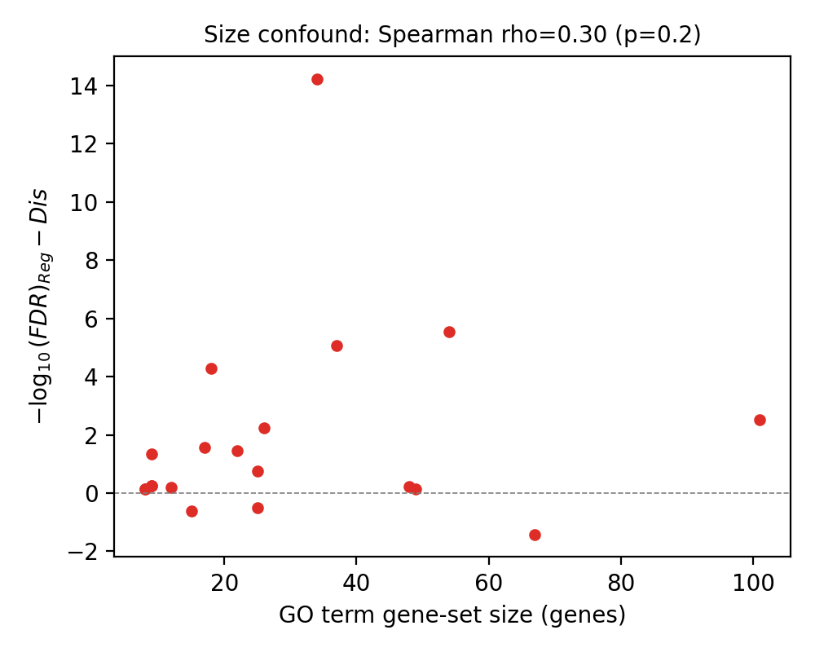 Size confound: Spearman rho=0.30 (p=0.2)
14
12
10
8
6
4
2
0
−2
−log₁₀(FDR)_Reg − Dis
20 40 60 80 100
GO term gene-set size (genes)